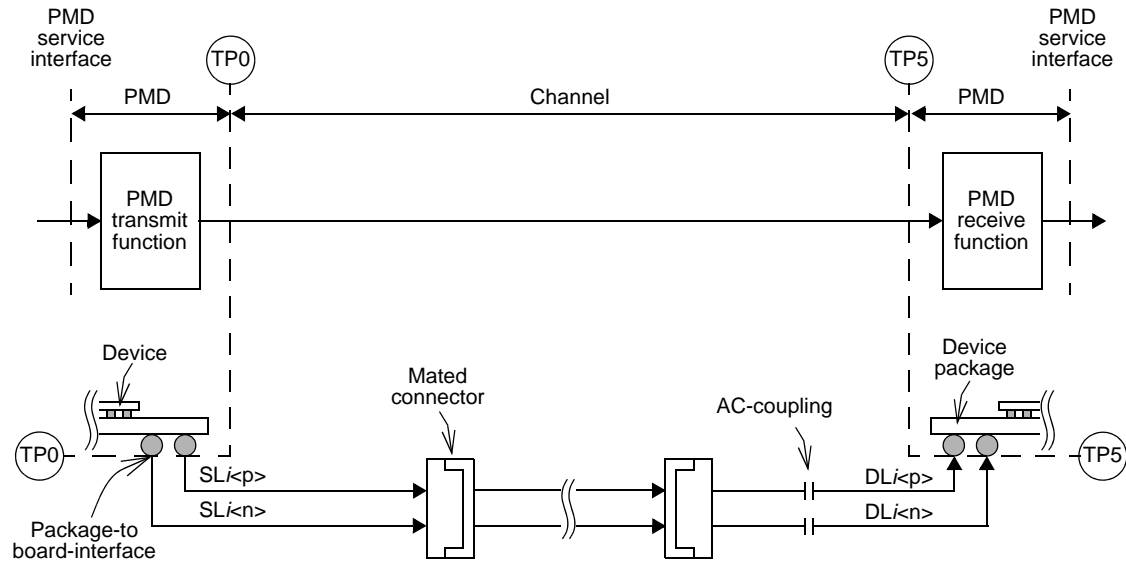 PMD
service
interface
TP0
TP5
PMD
service
interface
PMD
Channel
PMD
PMD
transmit
function
PMD
receive
function
Device
Mated
connector
AC-coupling
Device
package
TP0
TP5
SLi<p>
DLi<p>
SLi<n>
DLi<n>
Package-to
board-interface